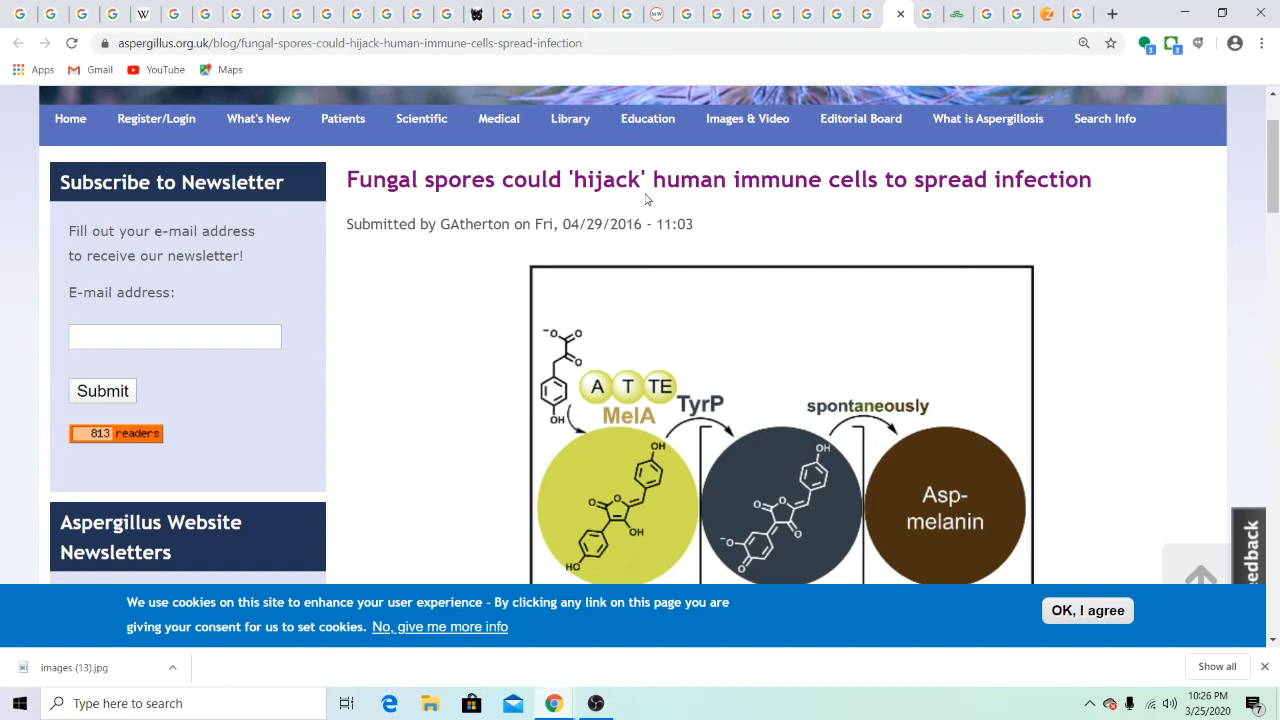 aspergillus.org.uk/blog/fungal-spores-could-hijack-human-immune-cells-spread-infection
3
3
Apps
Gmail
YouTube
Maps
Home
Register/Login
What's New
Patients
Scientific
Medical
Library
Education
Images & Video
Editorial Board
What is Aspergillosis
Search Info
Subscribe to Newsletter
Fill out your e-mail address
to receive our newsletter!
E-mail address:
Submit
813 readers
Aspergillus Website
Newsletters
Fungal spores could 'hijack' human immune cells to spread infection
Submitted by GAtherton on Fri, 04/29/2016 - 11:03
⁻O
O
O
OH
A T TE
MelA
TyrP
spontaneously
OH
O
O
OH
HO
OH
O
O
O
⁻O
O
Asp-
melanin
eedback
We use cookies on this site to enhance your user experience - By clicking any link on this page you are
giving your consent for us to set cookies. No, give me more info
OK, I agree
images (13).jpg
Show all
Type here to search
10:26 PM
3/25/2020
7